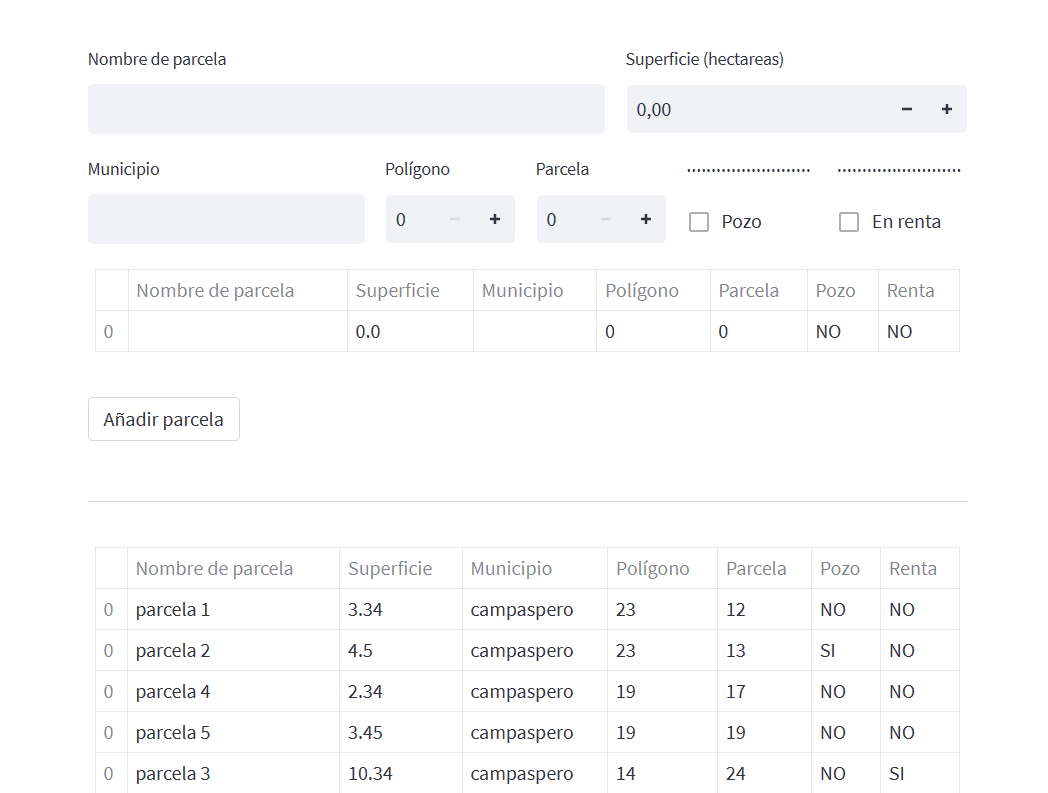 Nombre de parcela Superficie (hectareas)
0,00 − +
Municipio Polígono Parcela ........................ ........................
0 − + 0 − + Pozo En renta
Nombre de parcela Superficie Municipio Polígono Parcela Pozo Renta
0 0.0 0 0 NO NO
Añadir parcela
Nombre de parcela Superficie Municipio Polígono Parcela Pozo Renta
0 parcela 1 3.34 campaspero 23 12 NO NO
0 parcela 2 4.5 campaspero 23 13 SI NO
0 parcela 4 2.34 campaspero 19 17 NO NO
0 parcela 5 3.45 campaspero 19 19 NO NO
0 parcela 3 10.34 campaspero 14 24 NO SI